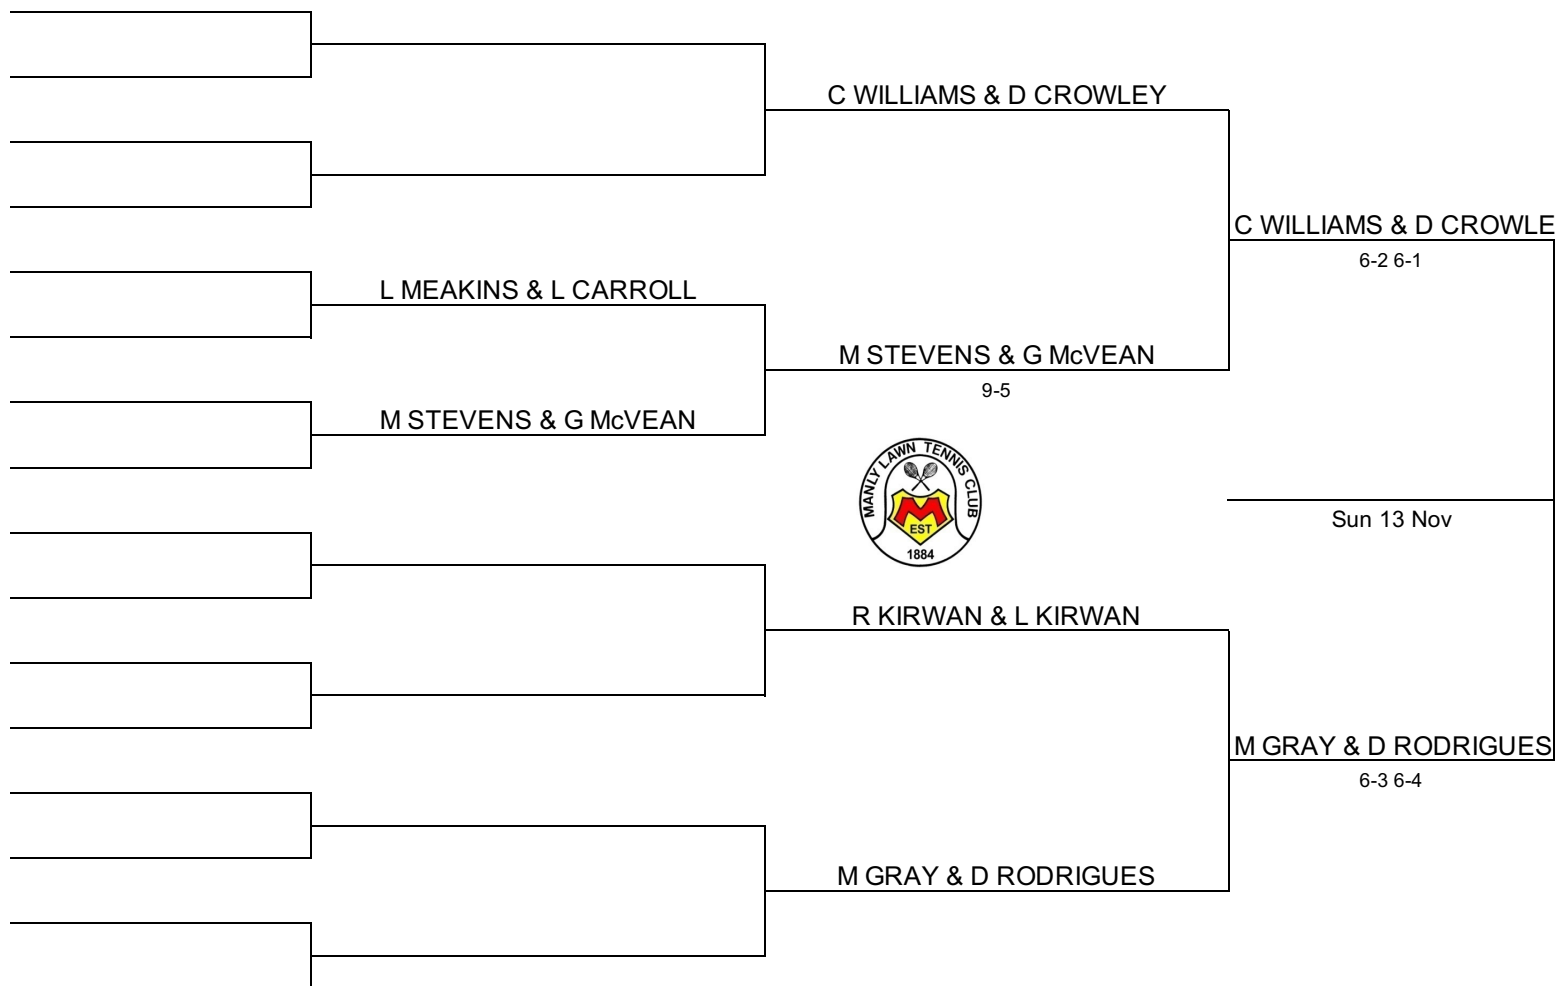 C WILLIAMS & D CROWLEY
C WILLIAMS & D CROWLE
6-2 6-1
L MEAKINS & L CARROLL
M STEVENS & G McVEAN
9-5
M STEVENS & G McVEAN
MANLY LAWN TENNIS CLUB
M
EST
1884
Sun 13 Nov
R KIRWAN & L KIRWAN
M GRAY & D RODRIGUES
6-3 6-4
M GRAY & D RODRIGUES